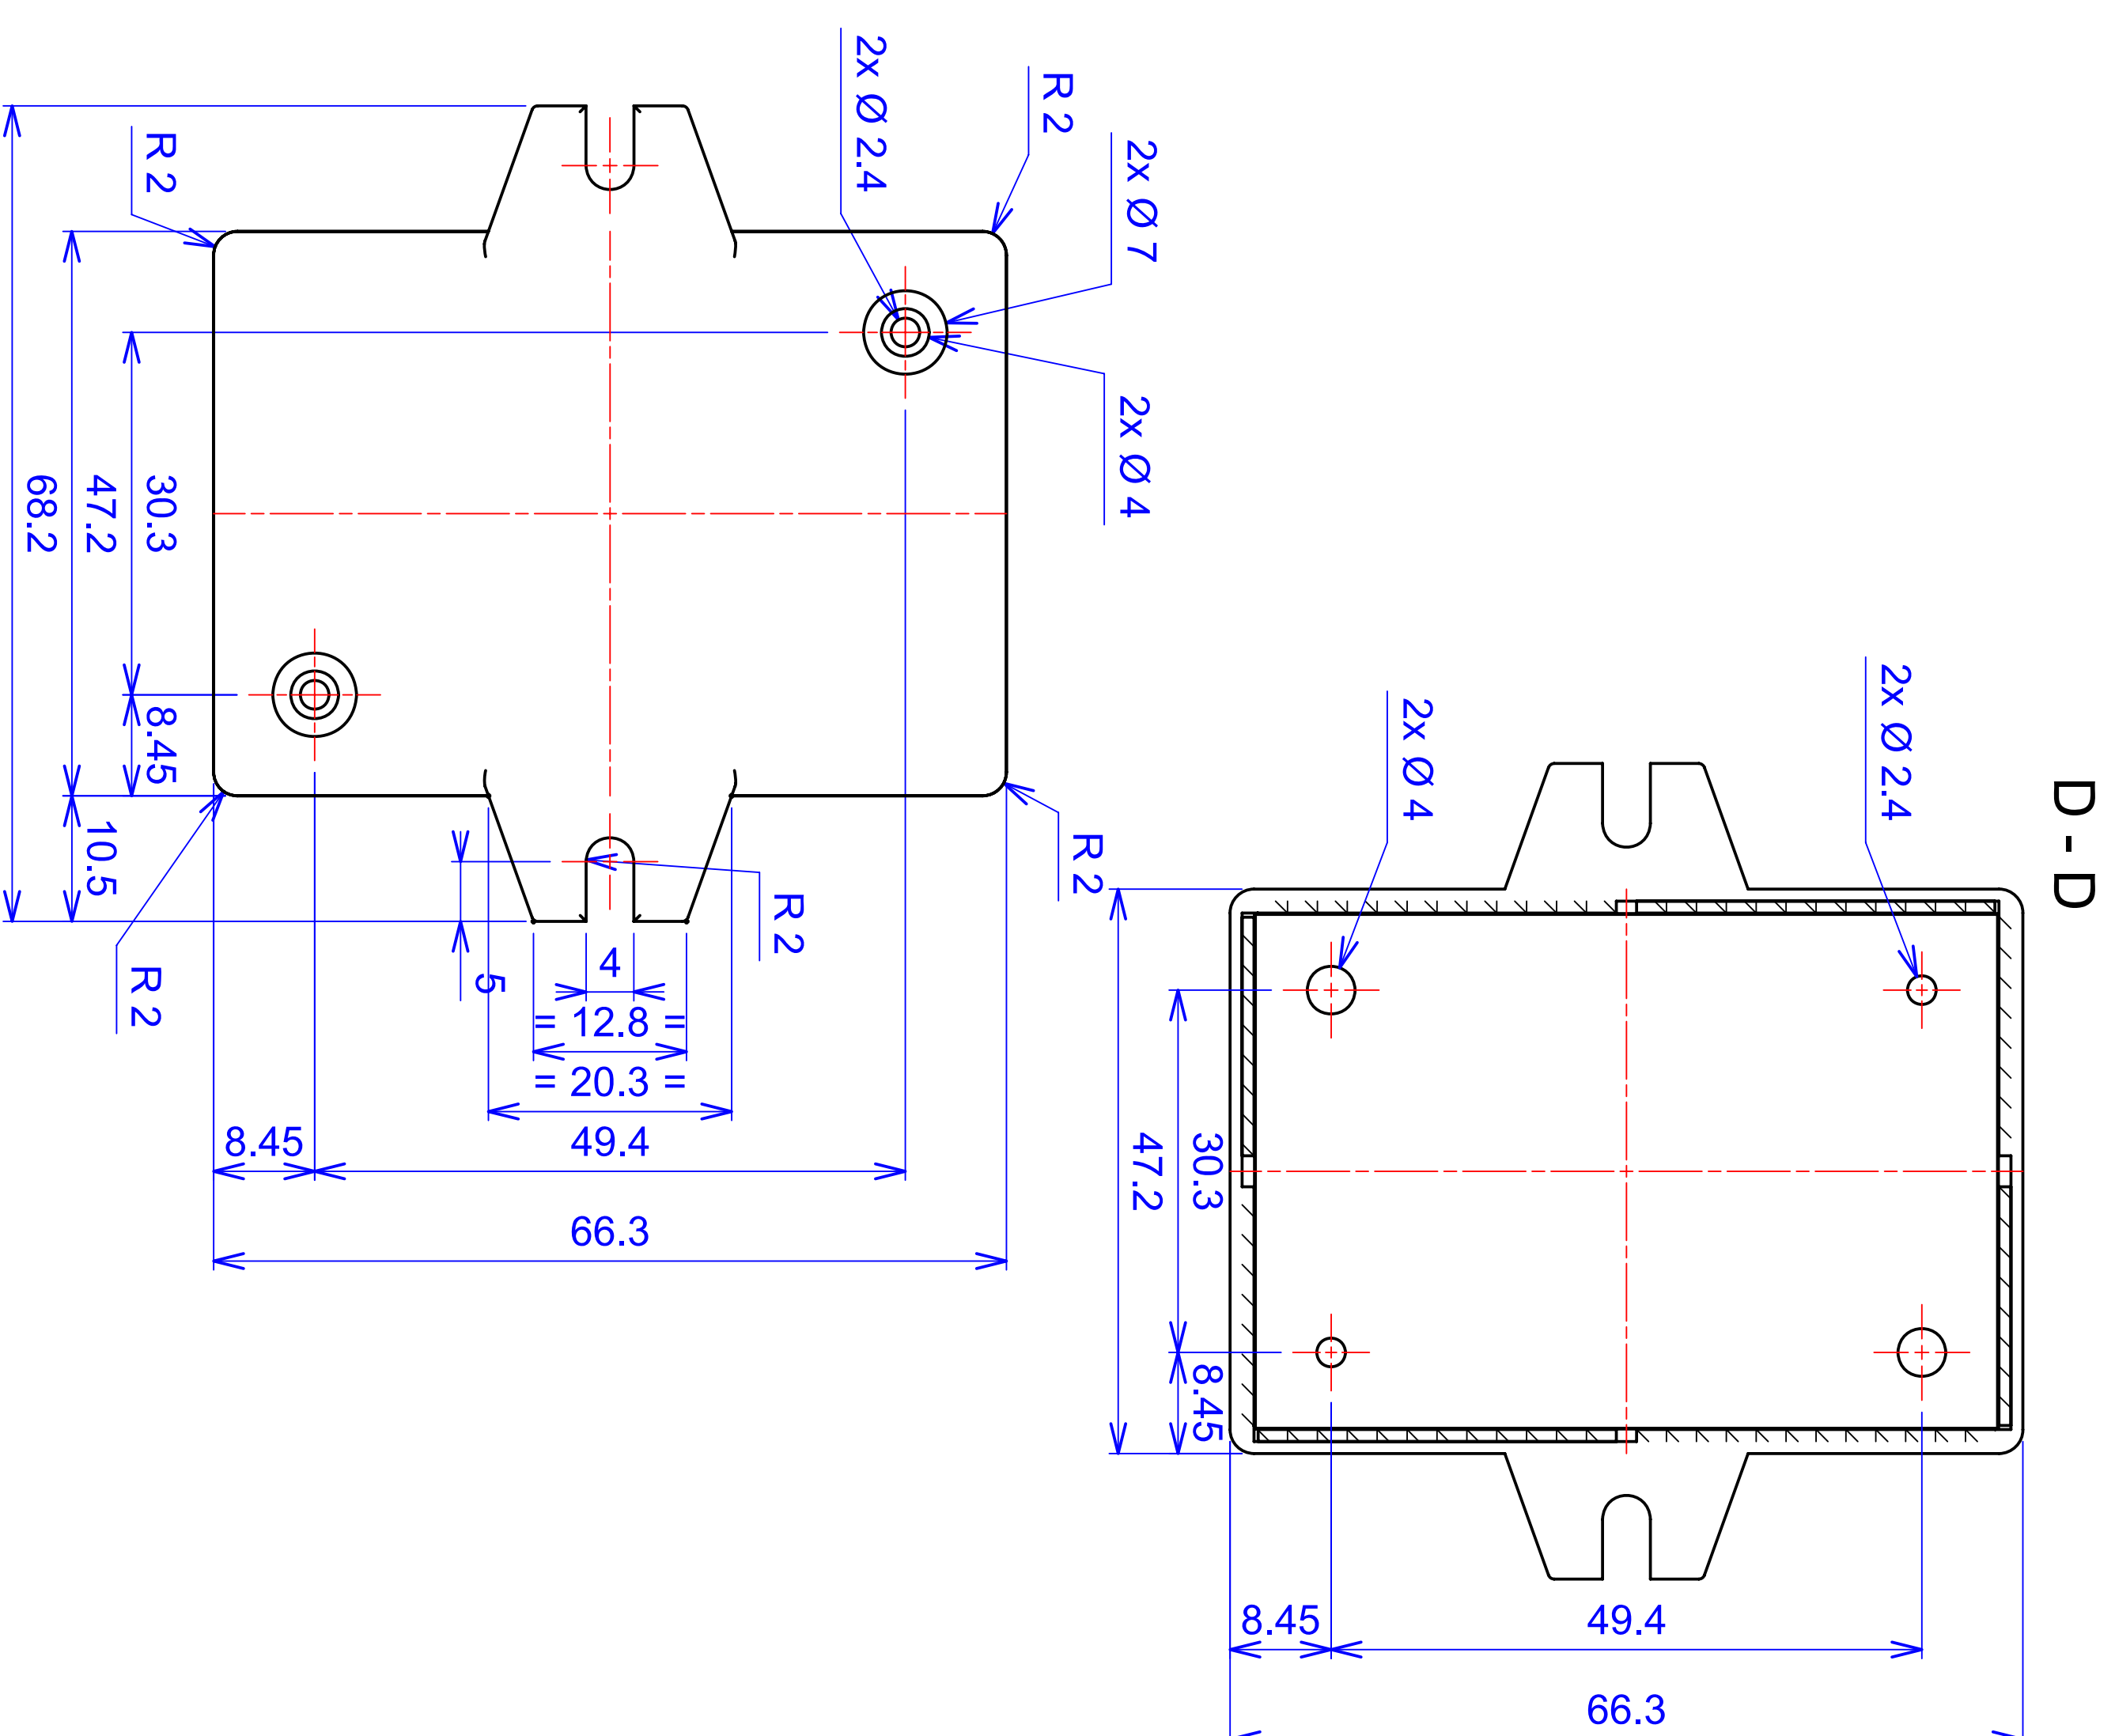 2x Ø 2.4
R 2
2x Ø 7
R 2
2x Ø 4
30.3
47.2
68.2
8.45
10.5
R 2
R 2
R 2
5
4
= 12.8 =
= 20.3 =
8.45
49.4
66.3
D - D
2x Ø 4
2x Ø 2.4
30.3
47.2
8.45
8.45
49.4
66.3